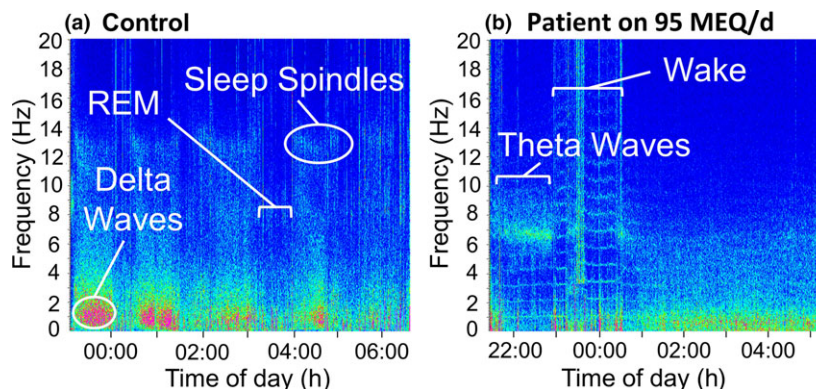 (a) Control
Frequency (Hz)
20
18
16
14
12
10
8
6
4
2
0
Sleep Spindles
REM
Delta
Waves
00:00 02:00 04:00 06:00
Time of day (h)
(b) Patient on 95 MEQ/d
Frequency (Hz)
20
18
16
14
12
10
8
6
4
2
0
Wake
Theta Waves
22:00 00:00 02:00 04:00
Time of day (h)